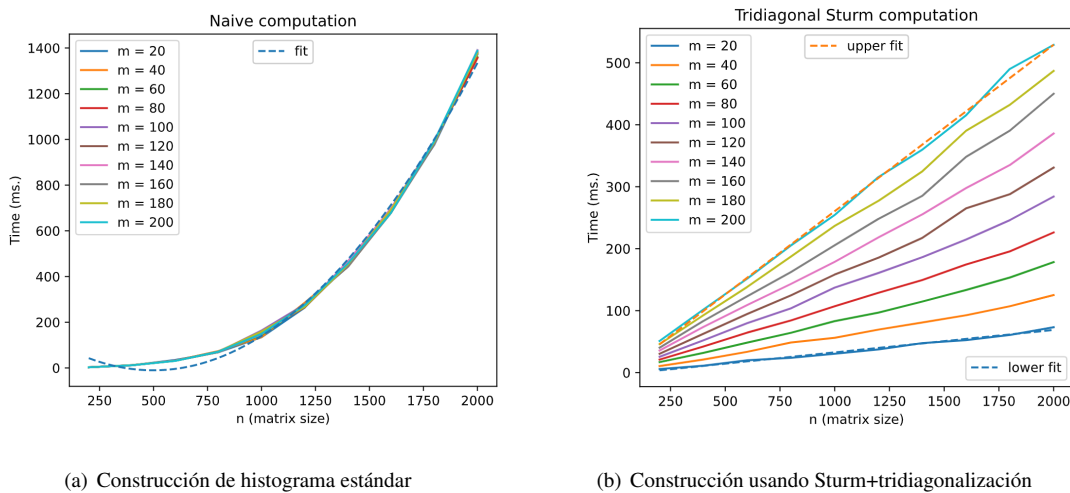 Naive computation
1400
1200
1000
800
600
400
200
0
Time (ms.)
m = 20
m = 40
m = 60
m = 80
m = 100
m = 120
m = 140
m = 160
m = 180
m = 200
fit
250 500 750 1000 1250 1500 1750 2000
n (matrix size)
(a) Construcción de histograma estándar
Tridiagonal Sturm computation
500
400
300
200
100
0
Time (ms.)
m = 20
m = 40
m = 60
m = 80
m = 100
m = 120
m = 140
m = 160
m = 180
m = 200
upper fit
lower fit
250 500 750 1000 1250 1500 1750 2000
n (matrix size)
(b) Construcción usando Sturm+tridiagonalización